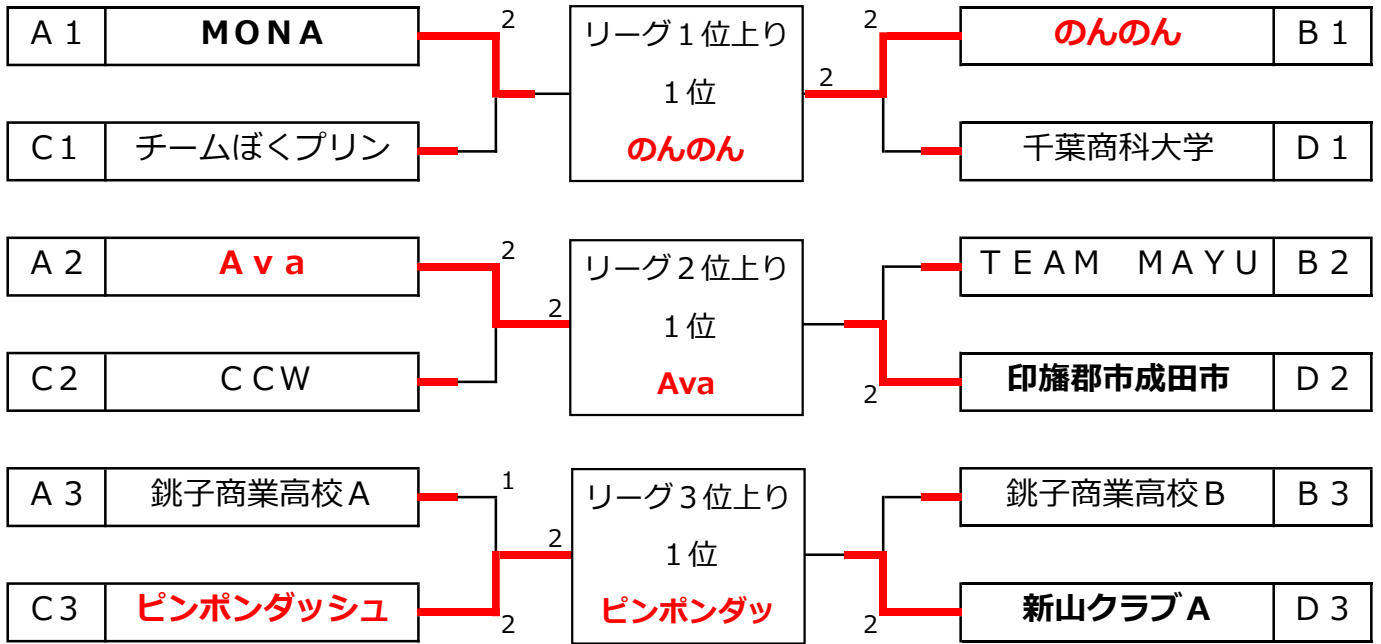 A1 MONA 2 リーグ1位上り 2 のんのん B1
1位 2
C1 チームぼくプリン のんのん 千葉商科大学 D1
A2 Ava 2 リーグ2位上り TEAM MAYU B2
2 1位
C2 CCW Ava 2 印旛郡市成田市 D2
A3 銚子商業高校A 1 リーグ3位上り 銚子商業高校B B3
2 1位
C3 ピンポンダッシュ 2 ピンポンダッ 2 新山クラブA D3